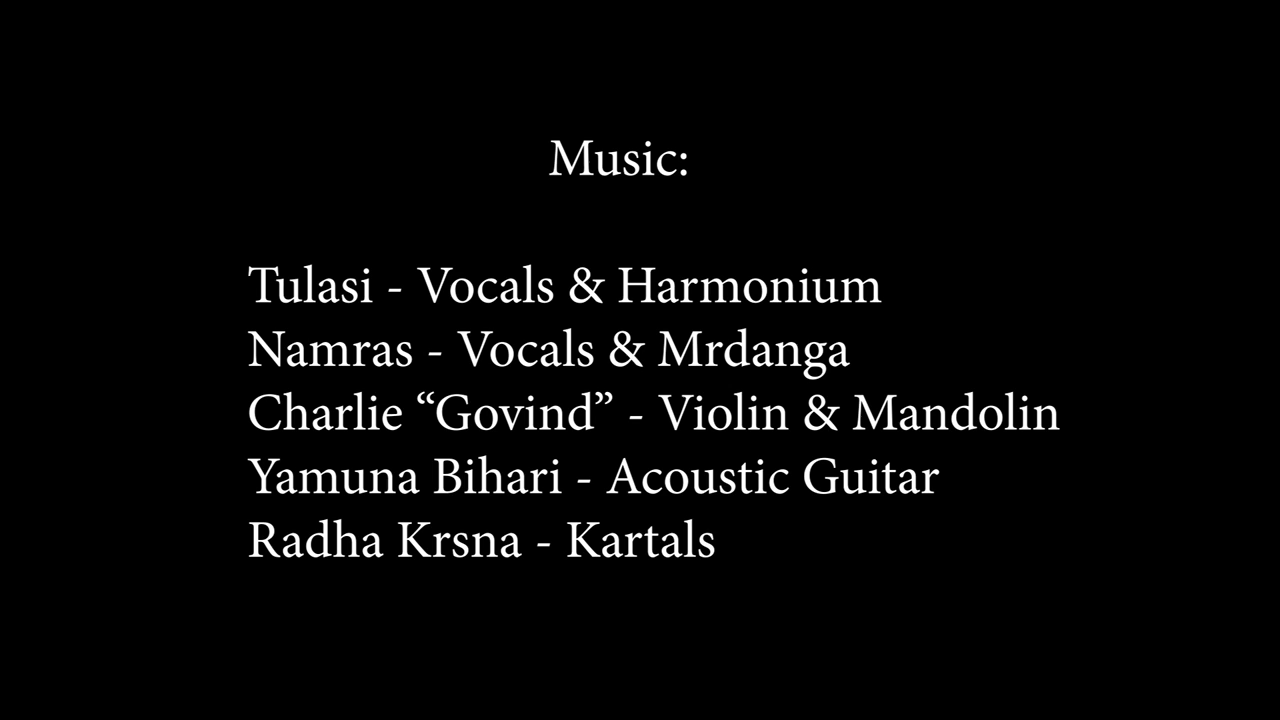 Music:
Tulasi - Vocals & Harmonium
Namras - Vocals & Mrdanga
Charlie “Govind” - Violin & Mandolin
Yamuna Bihari - Acoustic Guitar
Radha Krsna - Kartals